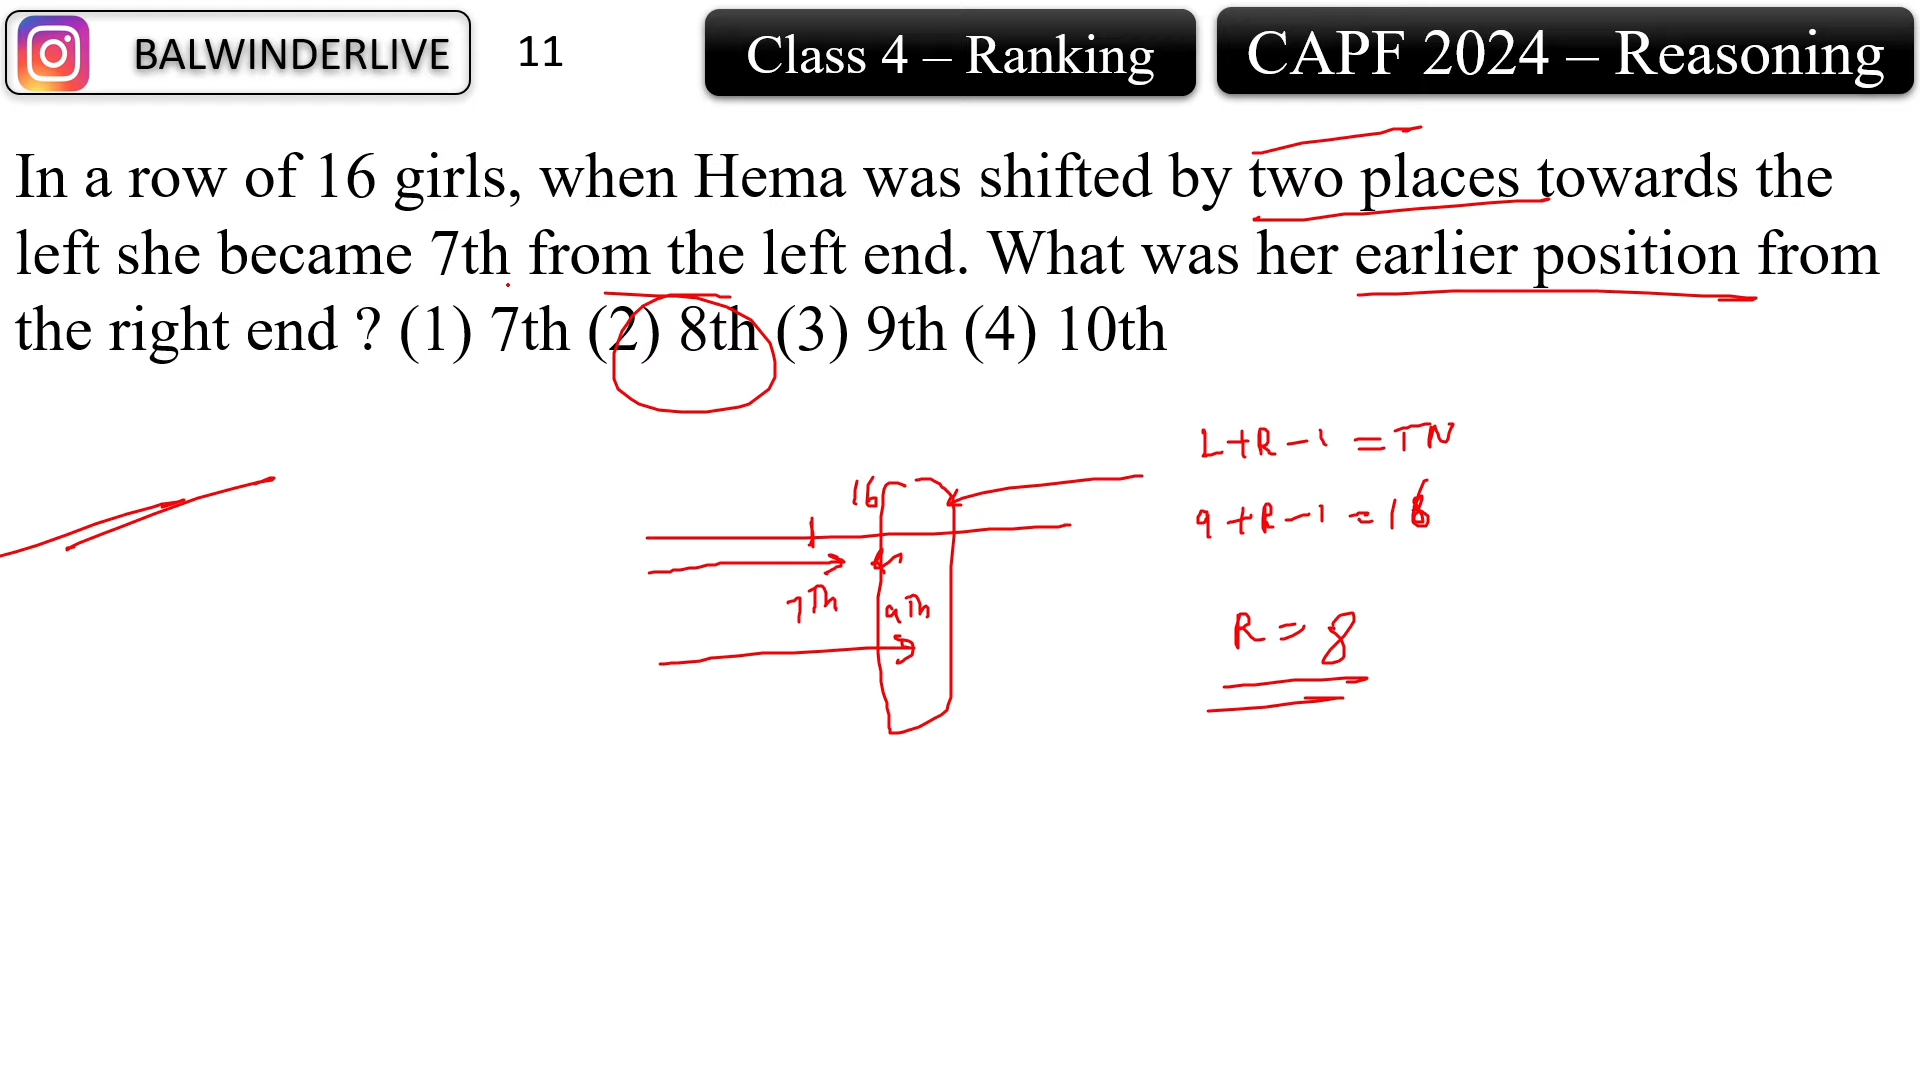 BALWINDERLIVE 11 Class 4 – Ranking CAPF 2024 – Reasoning
In a row of 16 girls, when Hema was shifted by two places towards the
left she became 7th from the left end. What was her earlier position from
the right end ? (1) 7th (2) 8th (3) 9th (4) 10th
L+R-1 = TN
16
9+R-1=16
7Th 9Th
R = 8